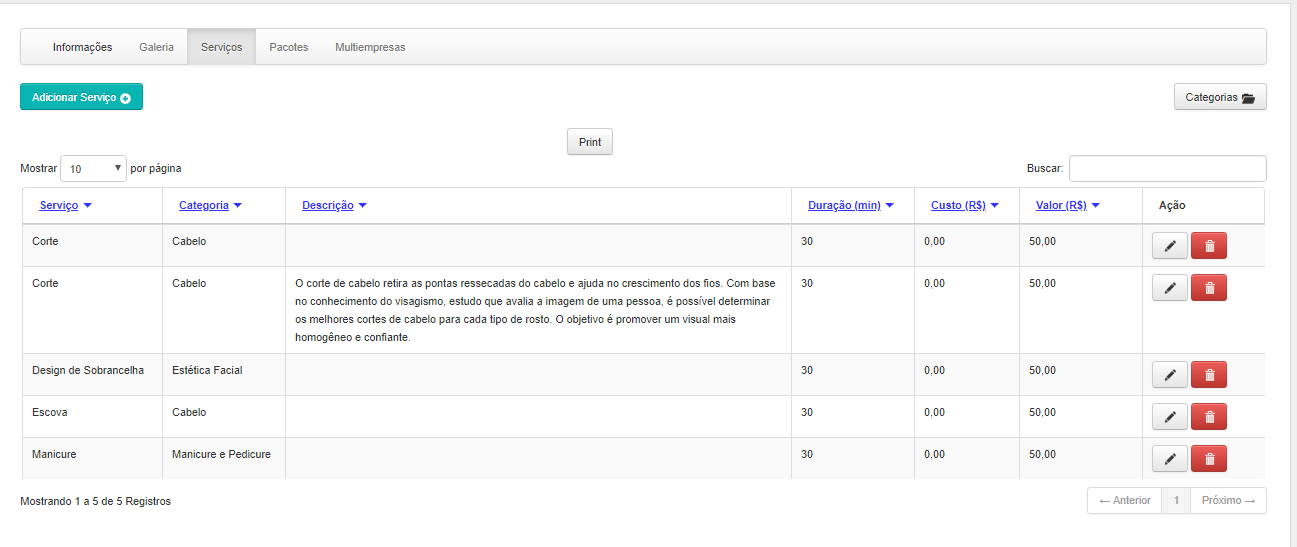 Informações Galeria Serviços Pacotes Multiempresas
Adicionar Serviço Categorias
Print
Mostrar 10 por página Buscar:
Serviço Categoria Descrição Duração (min) Custo (R$) Valor (R$) Ação
Corte Cabelo 30 0,00 50,00
Corte Cabelo O corte de cabelo retira as pontas ressecadas do cabelo e ajuda no crescimento dos fios. Com base 30 0,00 50,00
no conhecimento do visagismo, estudo que avalia a imagem de uma pessoa, é possível determinar
os melhores cortes de cabelo para cada tipo de rosto. O objetivo é promover um visual mais
homogêneo e confiante.
Design de Sobrancelha Estética Facial 30 0,00 50,00
Escova Cabelo 30 0,00 50,00
Manicure Manicure e Pedicure 30 0,00 50,00
Mostrando 1 a 5 de 5 Registros ← Anterior 1 Próximo →